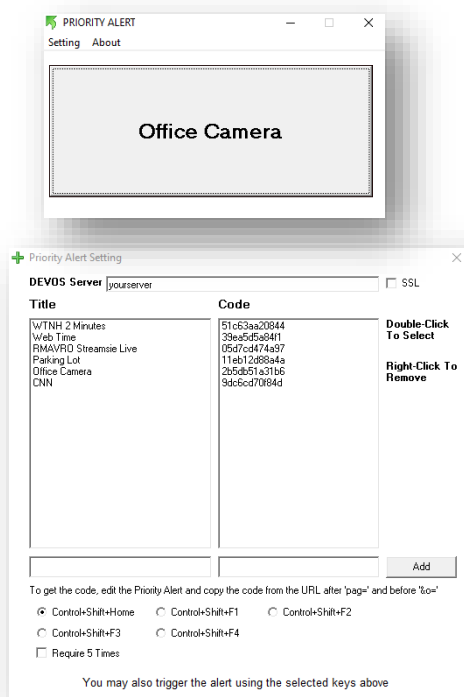 PRIORITY ALERT
Setting About
Office Camera
Priority Alert Setting
DEVOS Server yourserver SSL
Title Code
WTNH 2 Minutes 51c63aa20844
Web Time 39ea5d5a84f1
RMAVRO Streamsie Live 05d7cd474a97
Parking Lot 11eb12d88a4a
Office Camera 2b5db51a31b6
CNN 9dc6cd70f84d
Double-Click
To Select
Right-Click To
Remove
Add
To get the code, edit the Priority Alert and copy the code from the URL after 'pag=' and before '&o='
Control+Shift+Home Control+Shift+F1 Control+Shift+F2
Control+Shift+F3 Control+Shift+F4
Require 5 Times
You may also trigger the alert using the selected keys above